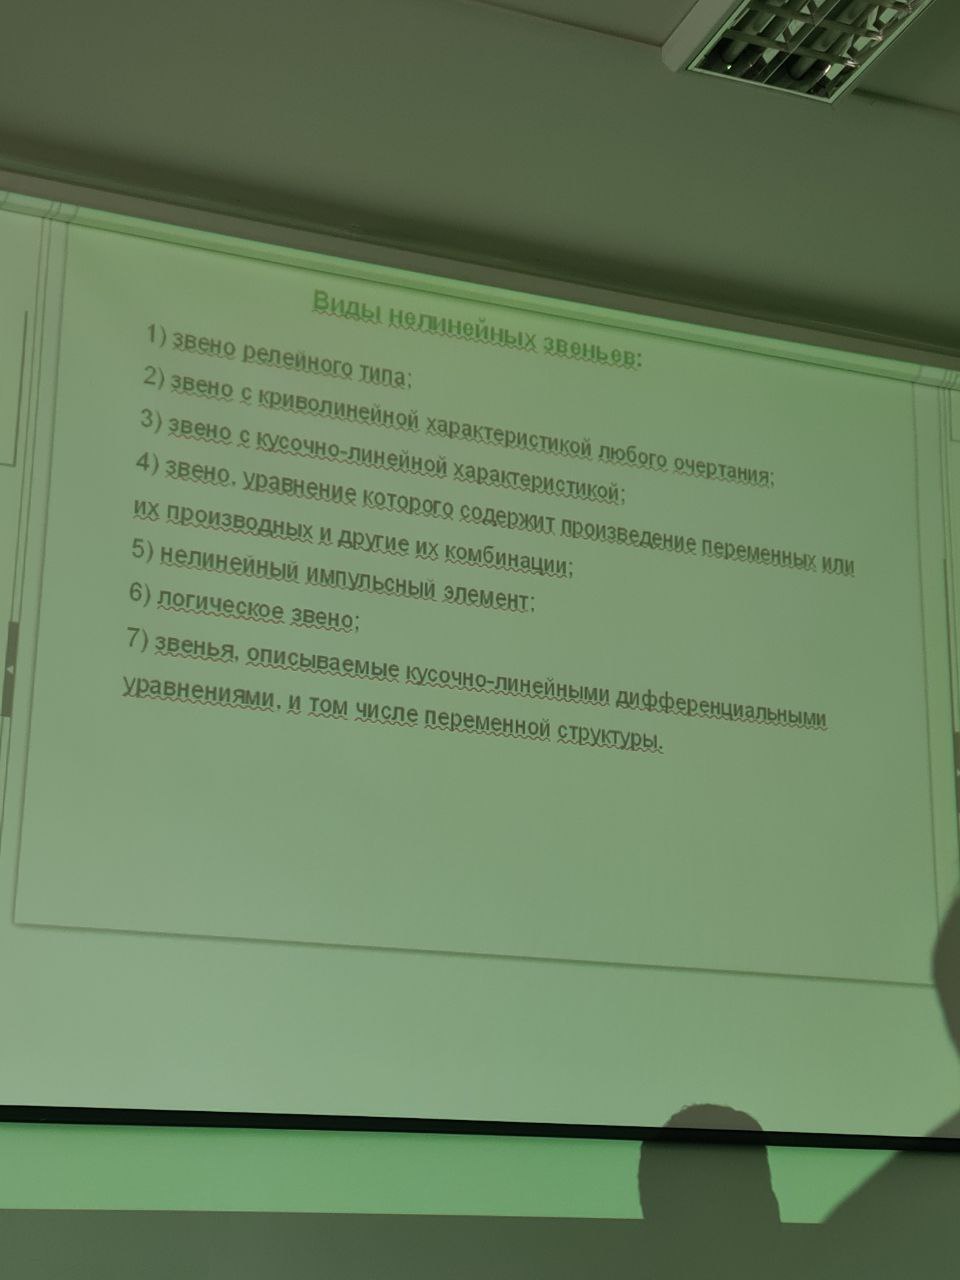 Виды нелинейных звеньев:
1) звено релейного типа;
2) звено с криволинейной характеристикой любого очертания;
3) звено с кусочно-линейной характеристикой;
4) звено, уравнение которого содержит произведение переменных или
их производных и другие их комбинации;
5) нелинейный импульсный элемент;
6) логическое звено;
7) звенья, описываемые кусочно-линейными дифференциальными
уравнениями, и том числе переменной структуры.